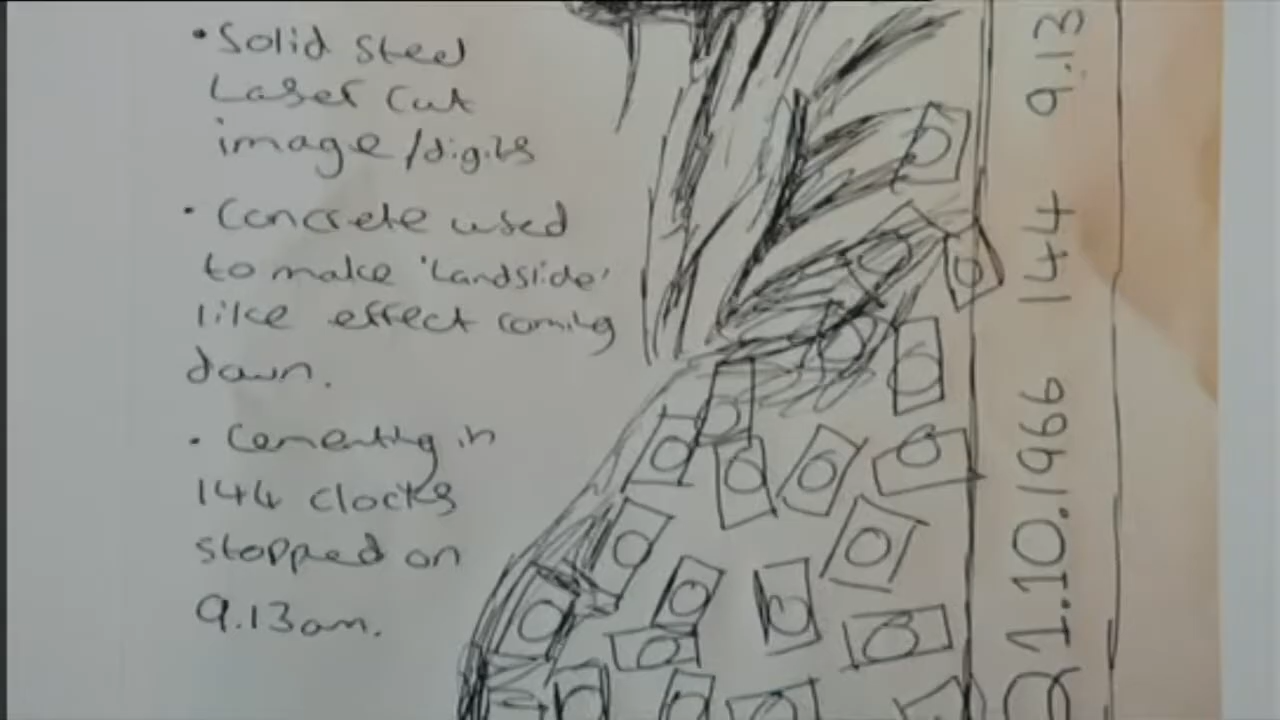 • Solid steel
Laser cut
image/digits
• Concrete used
to make 'Landslide'
like effect coming
down.
• Cementing in
144 clocks
stopped on
9.13am.
21.10.1966 144 9.13